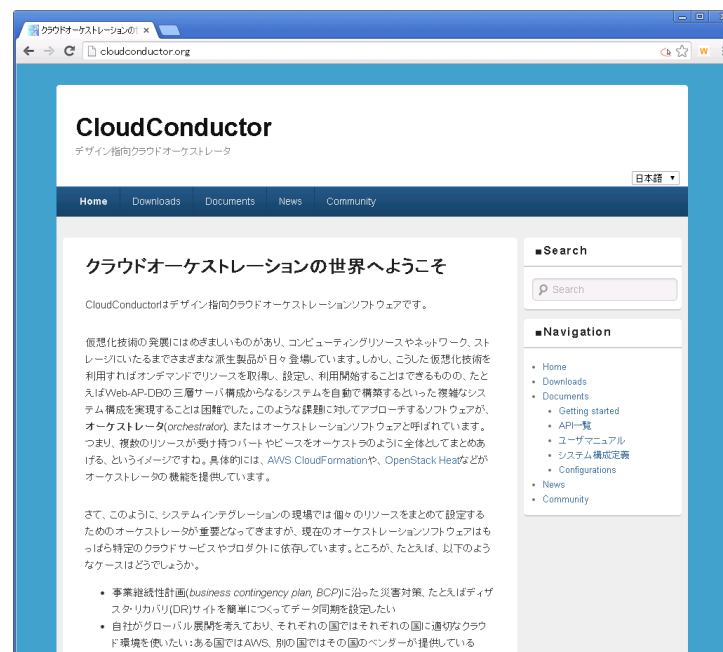 クラウドオーケストレーションの
cloudconductor.org
CloudConductor
デザイン指向クラウドオーケストレータ
日本語
Home Downloads Documents News Community
クラウドオーケストレーションの世界へようこそ
CloudConductorはデザイン指向クラウドオーケストレーションソフトウェアです。
仮想化技術の発展にはめざましいものがあり、コンピューティングリソースやネットワーク、スト
レージにいたるまでさまざまな派生製品が日々登場しています。しかし、こうした仮想化技術を
利用すればオンデマンドでリソースを取得し、設定し、利用開始することはできるものの、たと
えばWeb-AP-DBの三層サーバ構成からなるシステムを自動で構築するといった複雑なシス
テム構成を実現することは困難でした。このような課題に対してアプローチするソフトウェアが、
オーケストレータ(orchestrator)、またはオーケストレーションソフトウェアと呼ばれています。
つまり、複数のリソースが受け持つパートやピースをオーケストラのように全体としてまとめあ
げる、というイメージですね。具体的には、AWS CloudFormationや、OpenStack Heatなどが
オーケストレータの機能を提供しています。
さて、このように、システムインテグレーションの現場では個々のリソースをまとめて設定する
ためのオーケストレータが重要となってきますが、現在のオーケストレーションソフトウェアはも
っぱら特定のクラウドサービスやプロダクトに依存しています。ところが、たとえば、以下のよう
なケースはどうでしょうか。
• 事業継続性計画(business contingency plan, BCP)に沿った災害対策、たとえばディザ
スタ・リカバリ(DR)サイトを簡単につくってデータ同期を設定したい
• 自社がグローバル展開を考えており、それぞれの国ではそれぞれの国に適切なクラウ
ド環境を使いたい：ある国ではAWS、別の国ではその国のベンダーが提供している
■Search
Search
■Navigation
• Home
• Downloads
• Documents
• Getting started
• API一覧
• ユーザマニュアル
• システム構成定義
• Configurations
• News
• Community